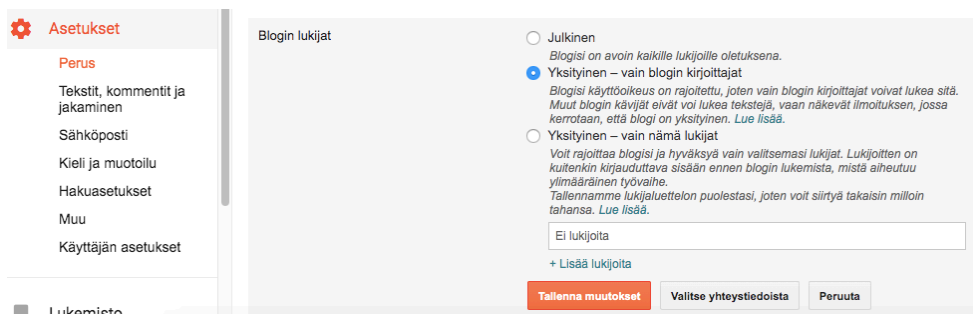 Asetukset
Perus
Tekstit, kommentit ja
jakaminen
Sähköposti
Kieli ja muotoilu
Hakuasetukset
Muu
Käyttäjän asetukset
Lukemisto
Blogin lukijat
Julkinen
Blogisi on avoin kaikille lukijoille oletuksena.
Yksityinen – vain blogin kirjoittajat
Blogisi käyttöoikeus on rajoitettu, joten vain blogin kirjoittajat voivat lukea sitä.
Muut blogin kävijät eivät voi lukea tekstejä, vaan näkevät ilmoituksen, jossa
kerrotaan, että blogi on yksityinen. Lue lisää.
Yksityinen – vain nämä lukijat
Voit rajoittaa blogisi ja hyväksyä vain valitsemasi lukijat. Lukijoitten on
kuitenkin kirjauduttava sisään ennen blogin lukemista, mistä aiheutuu
ylimääräinen työvaihe.
Tallennamme lukijaluettelon puolestasi, joten voit siirtyä takaisin milloin
tahansa. Lue lisää.
Ei lukijoita
+ Lisää lukijoita
Tallenna muutokset Valitse yhteystiedoista Peruuta